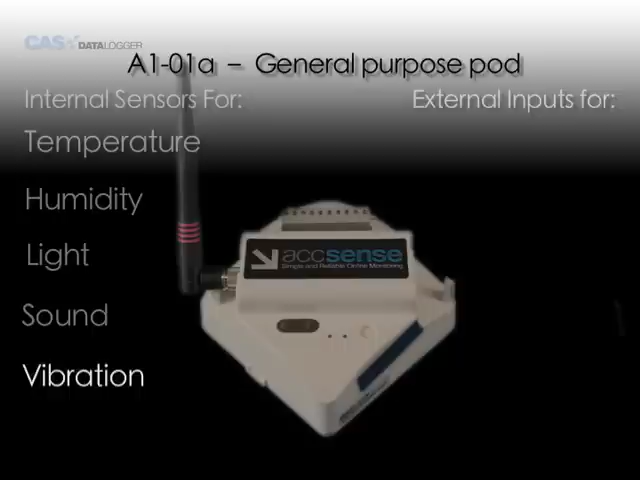 CAS DATALOGGER
A1-01a – General purpose pod
Internal Sensors For:
External Inputs for:
Temperature
Humidity
Light
Sound
Vibration
accsense
Simple and Reliable Online Monitoring